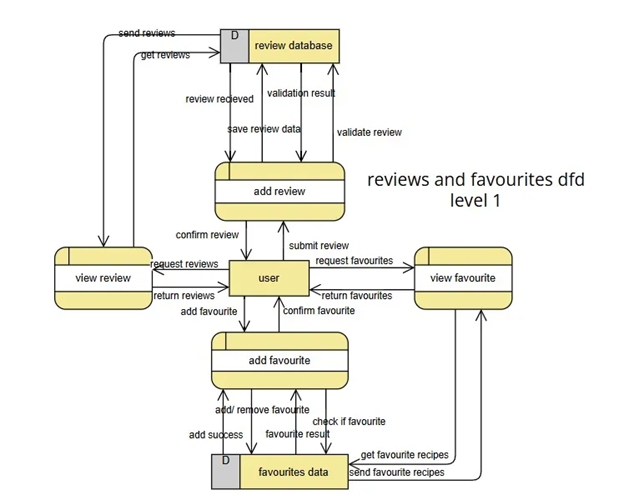 send reviews
D
review database
get reviews
review recieved
validation result
save review data
validate review
reviews and favourites dfd
level 1
add review
confirm review
submit review
request reviews
request favourites
view review
user
view favourite
return reviews
return favourites
add favourite
confirm favourite
add favourite
add/ remove favourite
check if favourite
add success
favourite result
get favourite recipes
D
favourites data
send favourite recipes